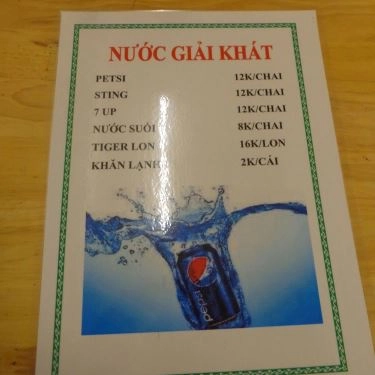 NƯỚC GIẢI KHÁT
PETSI 12K/CHAI
STING 12K/CHAI
7 UP 12K/CHAI
NƯỚC SUỐI 8K/CHAI
TIGER LON 16K/LON
KHĂN LẠNH 2K/CÁI
pepsi